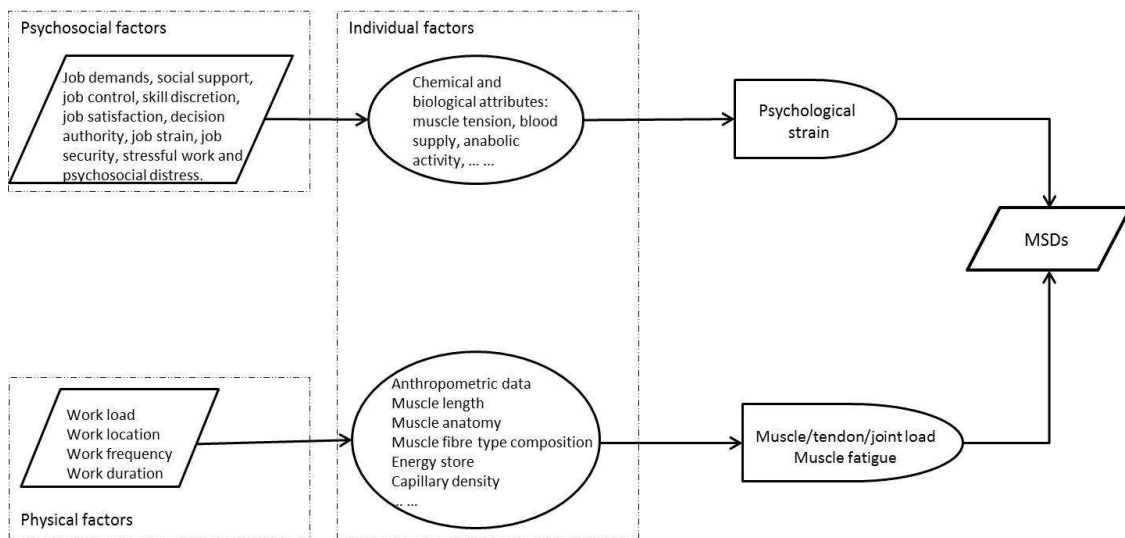 Psychosocial factors
Job demands, social support,
job control, skill discretion,
job satisfaction, decision
authority, job strain, job
security, stressful work and
psychosocial distress.
Individual factors
Chemical and
biological attributes:
muscle tension, blood
supply, anabolic
activity, ... ...
Psychological
strain
MSDs
Work load
Work location
Work frequency
Work duration
Physical factors
Anthropometric data
Muscle length
Muscle anatomy
Muscle fibre type composition
Energy store
Capillary density
... ...
Muscle/tendon/joint load
Muscle fatigue